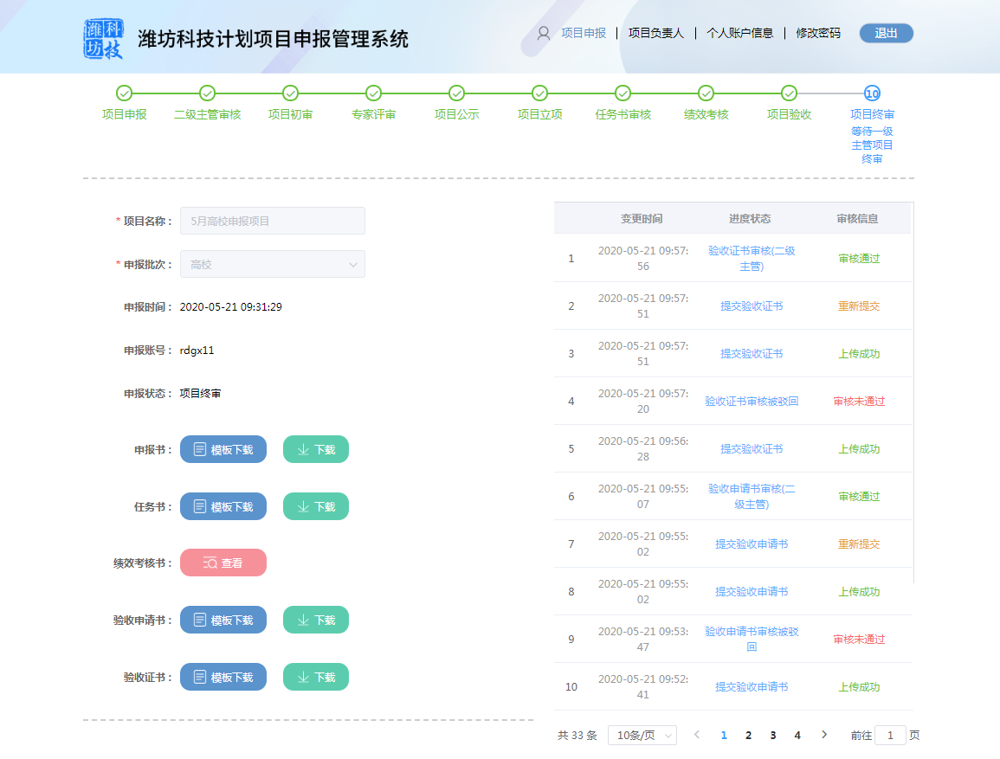 潍坊科技
潍坊科技计划项目申报管理系统
项目申报 | 项目负责人 | 个人账户信息 | 修改密码 退出
10
项目申报 二级主管审核 项目初审 专家评审 项目公示 项目立项 任务书审核 绩效考核 项目验收 项目终审
等待一级
主管项目
终审
* 项目名称： 5月高校申报项目
* 申报批次： 高校
申报时间： 2020-05-21 09:31:29
申报账号： rdgx11
申报状态： 项目终审
申报书： 模板下载 下载
任务书： 模板下载 下载
绩效考核书： 查看
验收申请书： 模板下载 下载
验收证书： 模板下载 下载
变更时间 进度状态 审核信息
1 2020-05-21 09:57:
56 验收证书审核(二级
主管) 审核通过
2 2020-05-21 09:57:
51 提交验收证书 重新提交
3 2020-05-21 09:57:
51 提交验收证书 上传成功
4 2020-05-21 09:57:
20 验收证书审核被驳回 审核未通过
5 2020-05-21 09:56:
28 提交验收证书 上传成功
6 2020-05-21 09:55:
07 验收申请书审核(二
级主管) 审核通过
7 2020-05-21 09:55:
02 提交验收申请书 重新提交
8 2020-05-21 09:55:
02 提交验收申请书 上传成功
9 2020-05-21 09:53:
47 验收申请书审核被驳
回 审核未通过
10 2020-05-21 09:52:
41 提交验收申请书 上传成功
共 33 条 10条/页 1 2 3 4 前往 1 页